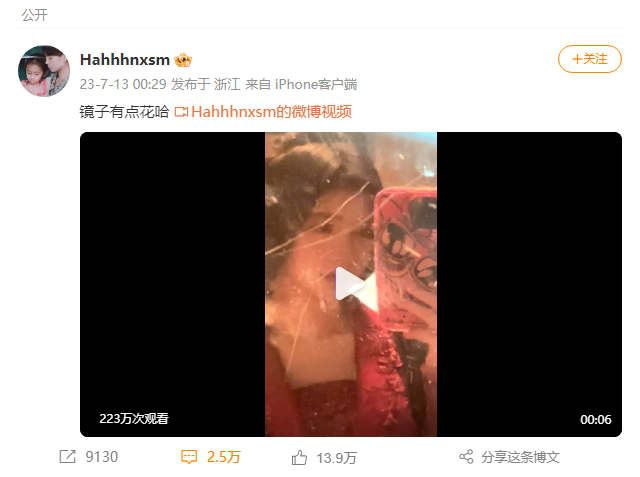 公开
Hahhhnxsm
+关注
23-7-13 00:29 发布于 浙江 来自 iPhone客户端
镜子有点花哈 Hahhhnxsm的微博视频
223万次观看
00:06
9130
2.5万
13.9万
分享这条博文